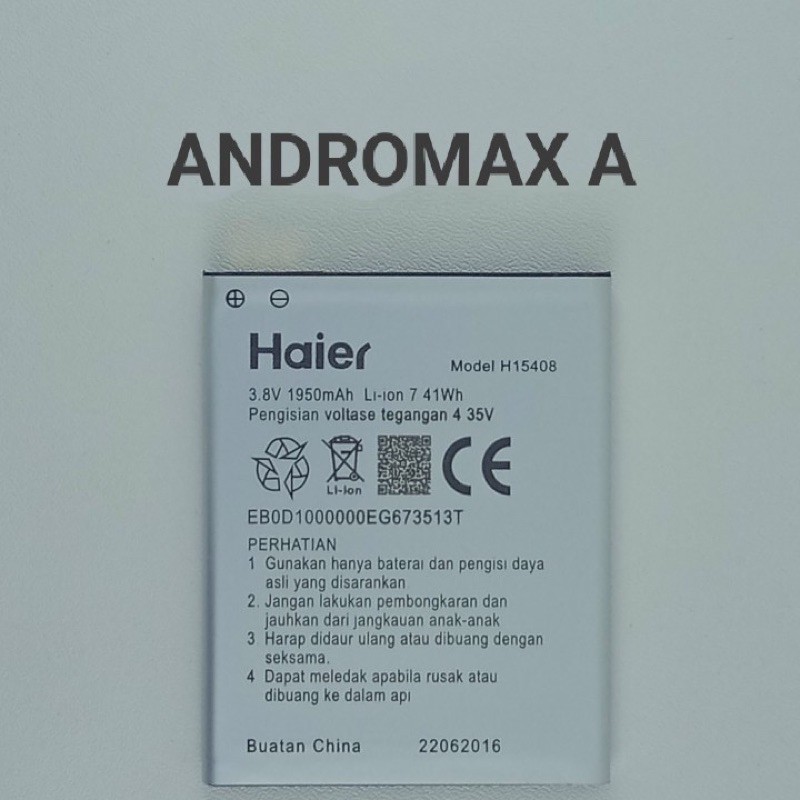 ANDROMAX A
⊕ ⊖
Haier Model H15408
3.8V 1950mAh Li-ion 7 41Wh
Pengisian voltase tegangan 4 35V
Li-Ion
CE
EB0D1000000EG673513T
PERHATIAN
1 Gunakan hanya baterai dan pengisi daya
asli yang disarankan
2. Jangan lakukan pembongkaran dan
jauhkan dari jangkauan anak-anak
3 Harap didaur ulang atau dibuang dengan
seksama.
4 Dapat meledak apabila rusak atau
dibuang ke dalam api
Buatan China 22062016